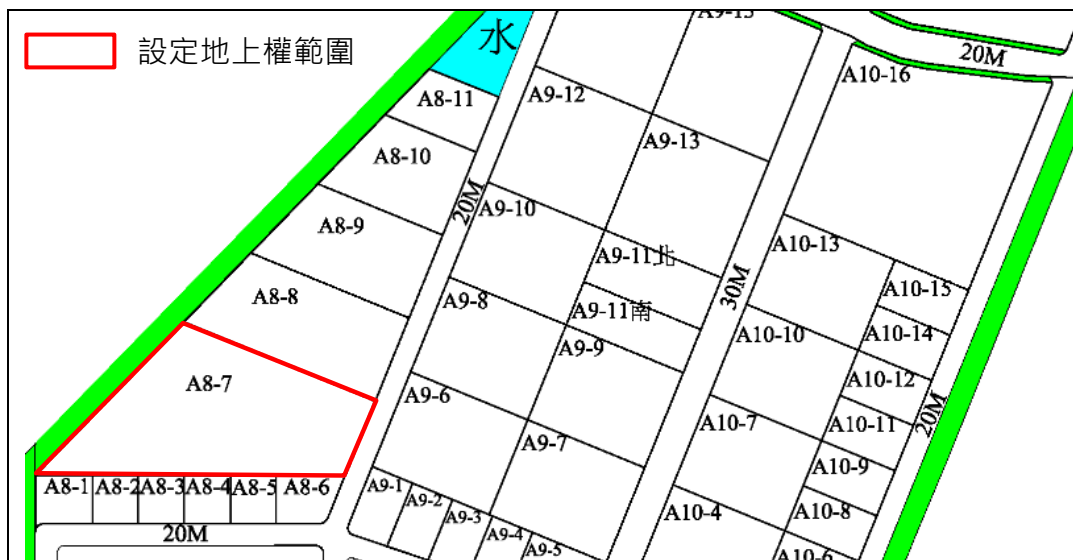 設定地上權範圍
水
A8-11
A8-10
A8-9
A8-8
A8-7
A8-1
A8-2
A8-3
A8-4
A8-5
A8-6
20M
20M
A9-12
A9-13
A9-10
A9-11北
A9-11南
A9-8
A9-9
A9-6
A9-7
A9-1
A9-2
A9-3
A9-4
A9-5
30M
20M
A10-16
A10-13
A10-15
A10-14
A10-10
A10-12
A10-11
A10-7
A10-9
A10-8
A10-4
A10-6
20M